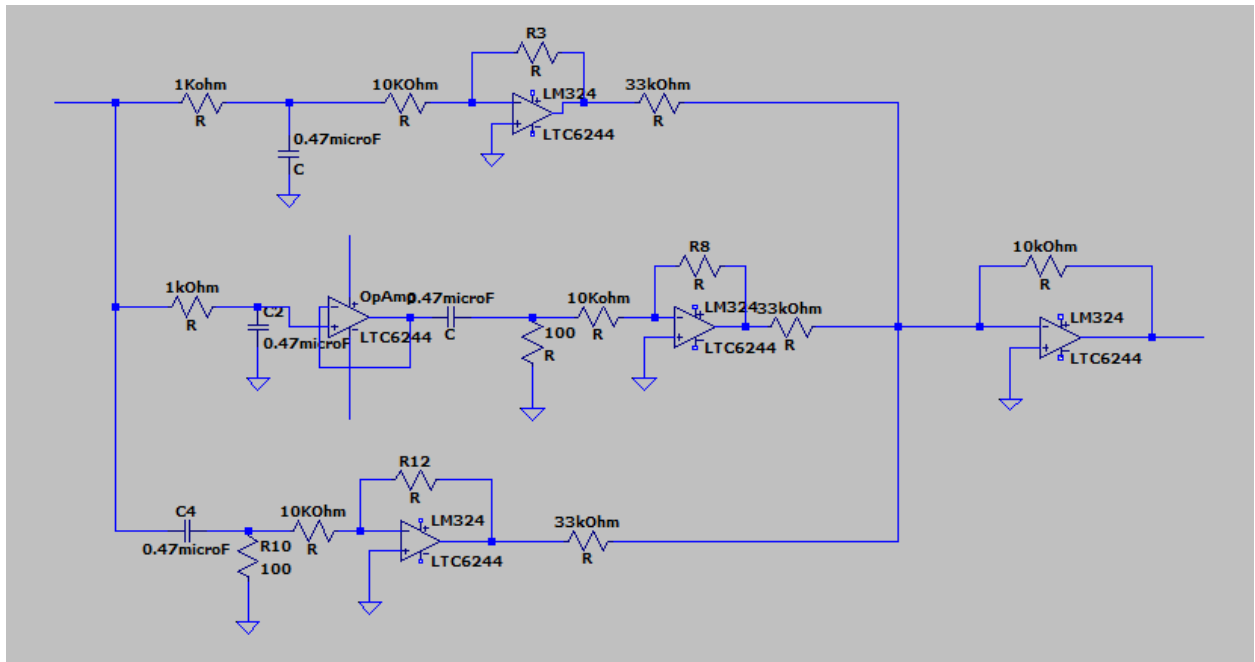 R3
R
1Kohm
R
10KOhm
R
LM324
LTC6244
33kOhm
R
0.47microF
C
R8
R
10kOhm
R
1kOhm
R
C2
0.47microF
OpAmp
LTC6244
0.47microF
C
10Kohm
R
LM324
LTC6244
33kOhm
R
LM324
LTC6244
100
R
R12
R
C4
0.47microF
10KOhm
R
LM324
LTC6244
33kOhm
R
R10
100